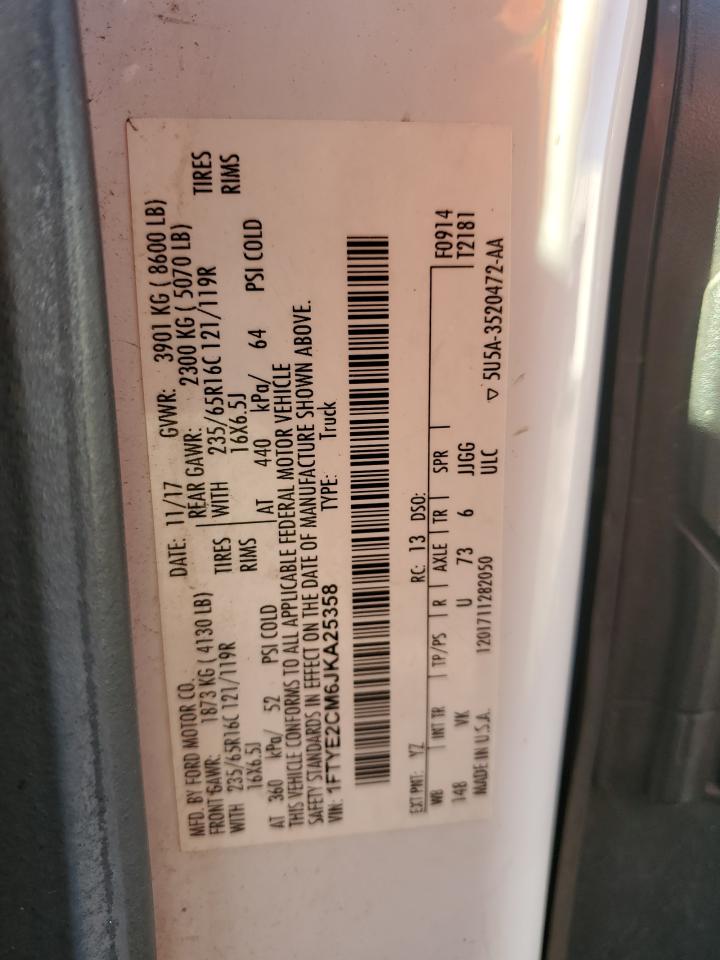 MFD. BY FORD MOTOR CO.
DATE: 11/17 GVWR: 3901 KG ( 8600 LB)
FRONT GAWR: 1873 KG ( 4130 LB) REAR GAWR: 2300 KG ( 5070 LB)
WITH 235/65R16C 121/119R TIRES WITH 235/65R16C 121/119R TIRES
16X6.5J RIMS 16X6.5J RIMS
AT 360 kPa/ 52 PSI COLD AT 440 kPa/ 64 PSI COLD
THIS VEHICLE CONFORMS TO ALL APPLICABLE FEDERAL MOTOR VEHICLE
SAFETY STANDARDS IN EFFECT ON THE DATE OF MANUFACTURE SHOWN ABOVE.
VIN: 1FTYE2CM6JKA25358 TYPE: Truck
EXT PNT: YZ RC: 13 DSO:
WB INT TR TP/PS R AXLE TR SPR F0914
148 VK U 73 6 JJGG T2181
MADE IN U.S.A. 1201711282050 ULC
▽ 5U5A-3520472-AA